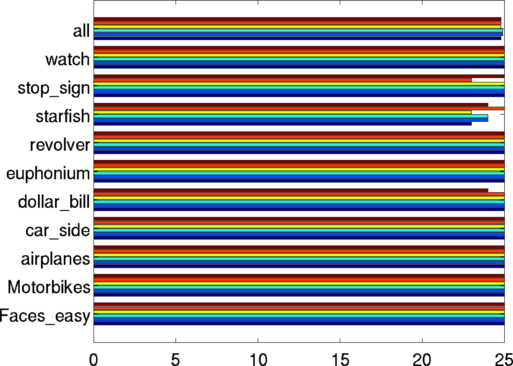 all
watch
stop_sign
starfish
revolver
euphonium
dollar_bill
car_side
airplanes
Motorbikes
Faces_easy
0 5 10 15 20 25